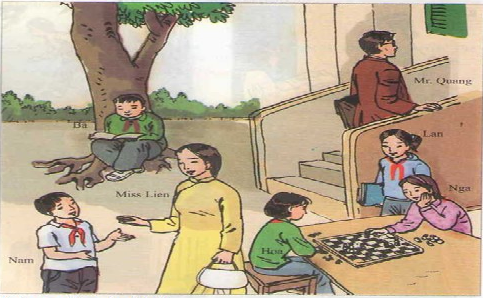 Mr. Quang
Ba
Lan
Miss Lien
Nga
Hoa
Nam